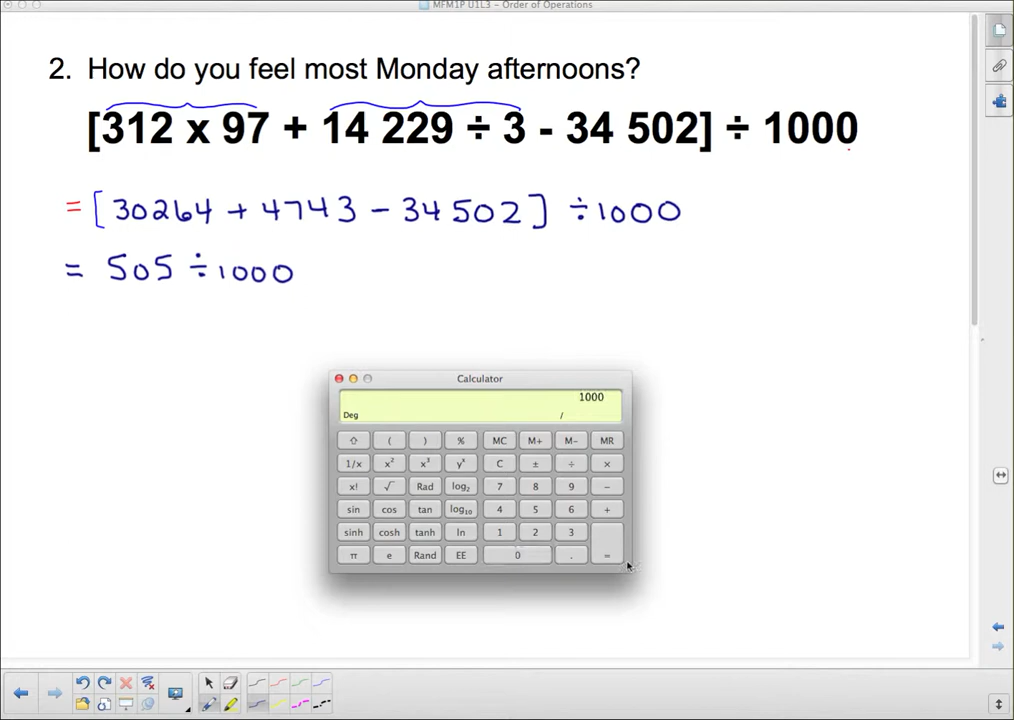 MFM1P U1L3 – Order of Operations
2. How do you feel most Monday afternoons?
[312 x 97 + 14 229 ÷ 3 - 34 502] ÷ 1000
= [30264 + 4743 - 34502] ÷1000
= 505 ÷1000
Calculator
1000
Deg /
⇧ ( ) % MC M+ M− MR
1/x x² x³ yˣ C ± ÷ ×
x! √ Rad log₂ 7 8 9 −
sin cos tan log₁₀ 4 5 6 +
sinh cosh tanh ln 1 2 3
π e Rand EE 0 . =